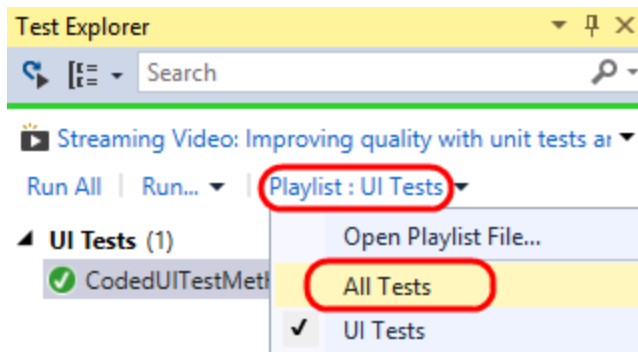 Test Explorer
Search
Streaming Video: Improving quality with unit tests ar
Run All | Run... | Playlist : UI Tests
UI Tests (1)
Open Playlist File...
CodedUITestMeth
All Tests
UI Tests